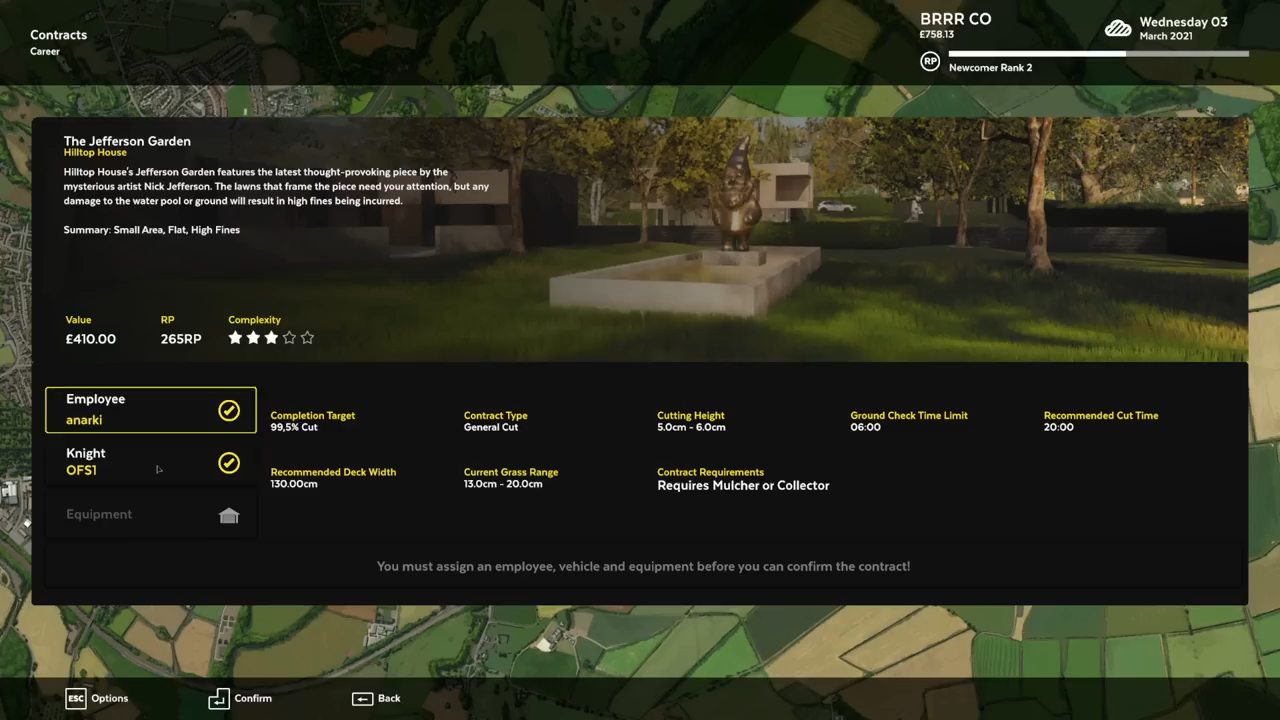 Contracts
Career
BRRR CO
£758.13
Wednesday 03
March 2021
RP
Newcomer Rank 2
The Jefferson Garden
Hilltop House
Hilltop House's Jefferson Garden features the latest thought-provoking piece by the
mysterious artist Nick Jefferson. The lawns that frame the piece need your attention, but any
damage to the water pool or ground will result in high fines being incurred.
Summary: Small Area, Flat, High Fines
Value
RP
Complexity
£410.00
265RP
Employee
anarki
Knight
OFS1
Equipment
Completion Target
99,5% Cut
Contract Type
General Cut
Cutting Height
5.0cm - 6.0cm
Ground Check Time Limit
06:00
Recommended Cut Time
20:00
Recommended Deck Width
130.00cm
Current Grass Range
13.0cm - 20.0cm
Contract Requirements
Requires Mulcher or Collector
You must assign an employee, vehicle and equipment before you can confirm the contract!
ESC Options
Confirm
Back